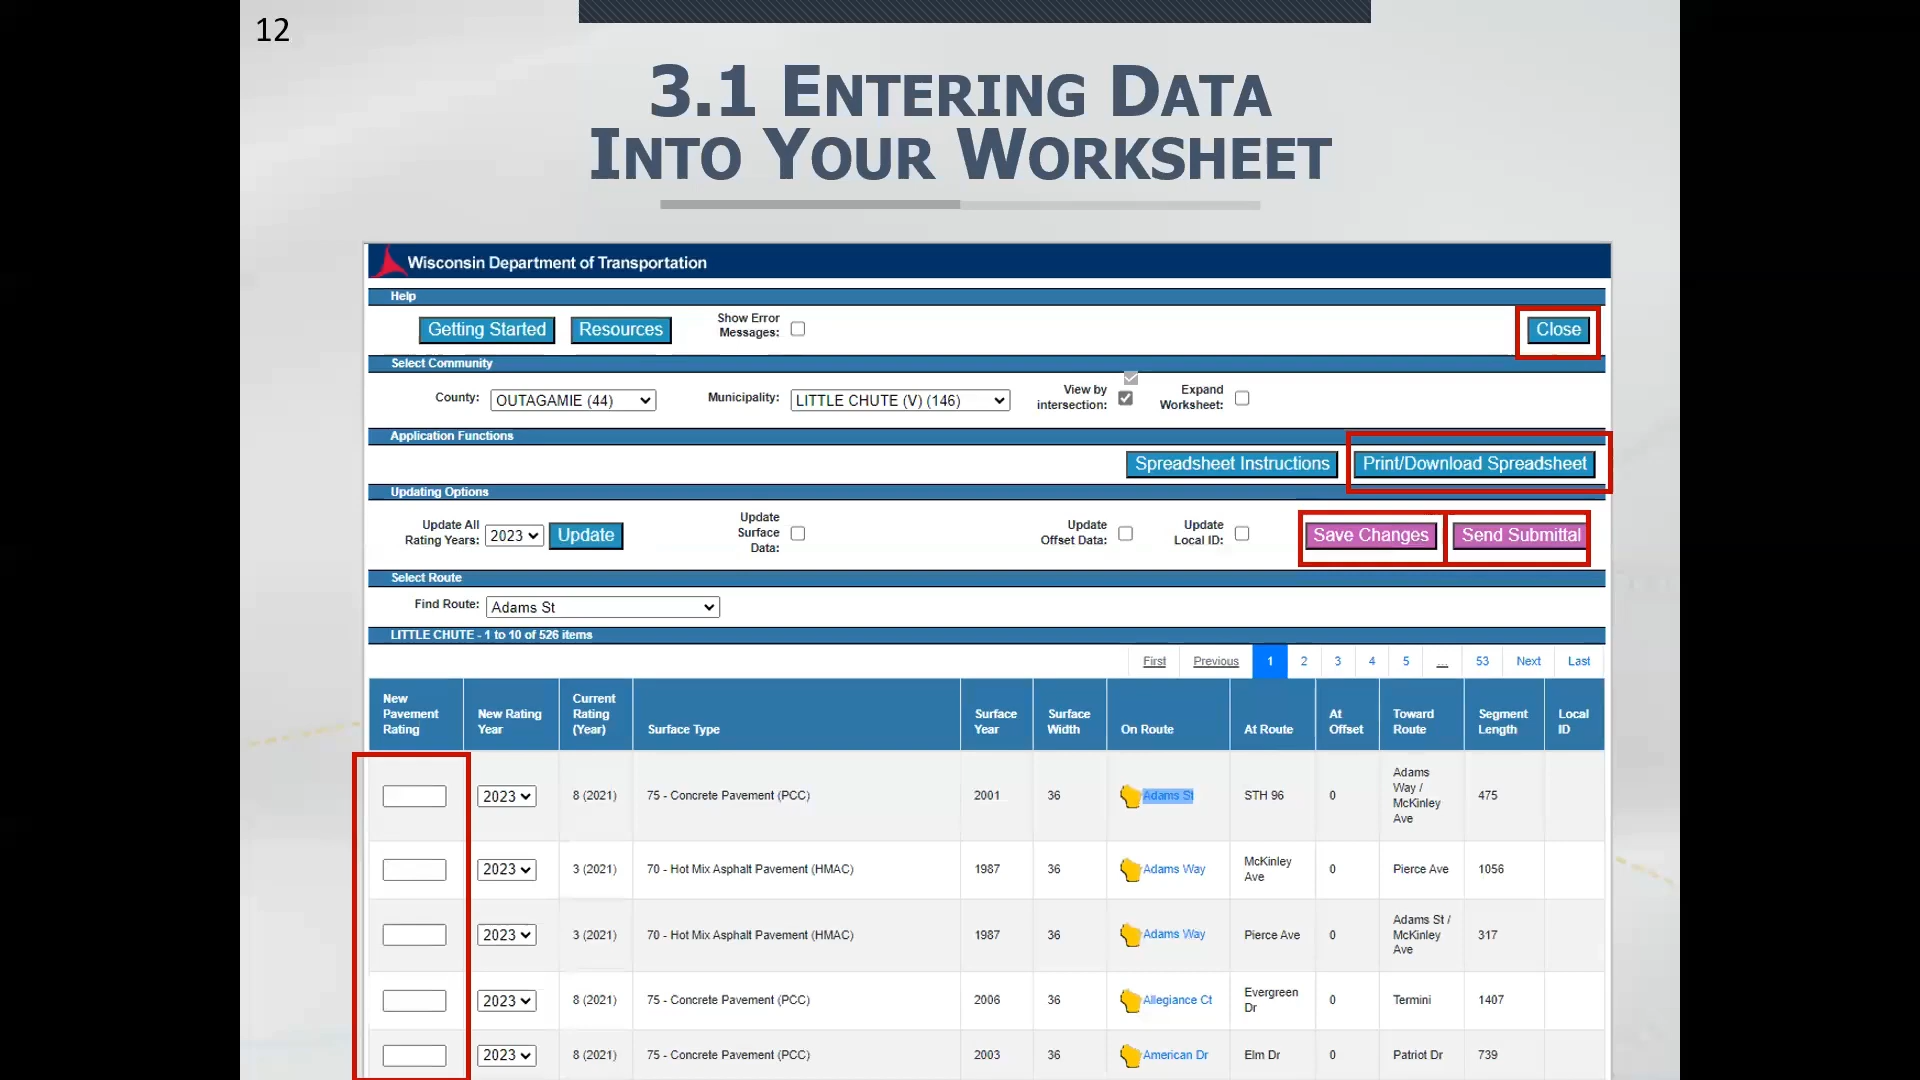 12
3.1 ENTERING DATA
INTO YOUR WORKSHEET
Wisconsin Department of Transportation
Help
Getting Started Resources Show Error Messages: Close
Select Community
County: OUTAGAMIE (44) Municipality: LITTLE CHUTE (V) (146) View by intersection: Expand Worksheet:
Application Functions
Spreadsheet Instructions Print/Download Spreadsheet
Updating Options
Update All Rating Years: 2023 Update Update Surface Data: Update Offset Data: Update Local ID: Save Changes Send Submittal
Select Route
Find Route: Adams St
LITTLE CHUTE - 1 to 10 of 526 items
First Previous 1 2 3 4 5 ... 53 Next Last
New Pavement Rating New Rating Year Current Rating (Year) Surface Type Surface Year Surface Width On Route At Route At Offset Toward Route Segment Length Local ID
2023 8 (2021) 75 - Concrete Pavement (PCC) 2001 36 Adams St STH 96 0 Adams Way / McKinley Ave 475
2023 3 (2021) 70 - Hot Mix Asphalt Pavement (HMAC) 1987 36 Adams Way McKinley Ave 0 Pierce Ave 1056
2023 3 (2021) 70 - Hot Mix Asphalt Pavement (HMAC) 1987 36 Adams Way Pierce Ave 0 Adams St / McKinley Ave 317
2023 8 (2021) 75 - Concrete Pavement (PCC) 2006 36 Allegiance Ct Evergreen Dr 0 Termini 1407
2023 8 (2021) 75 - Concrete Pavement (PCC) 2003 36 American Dr Elm Dr 0 Patriot Dr 739